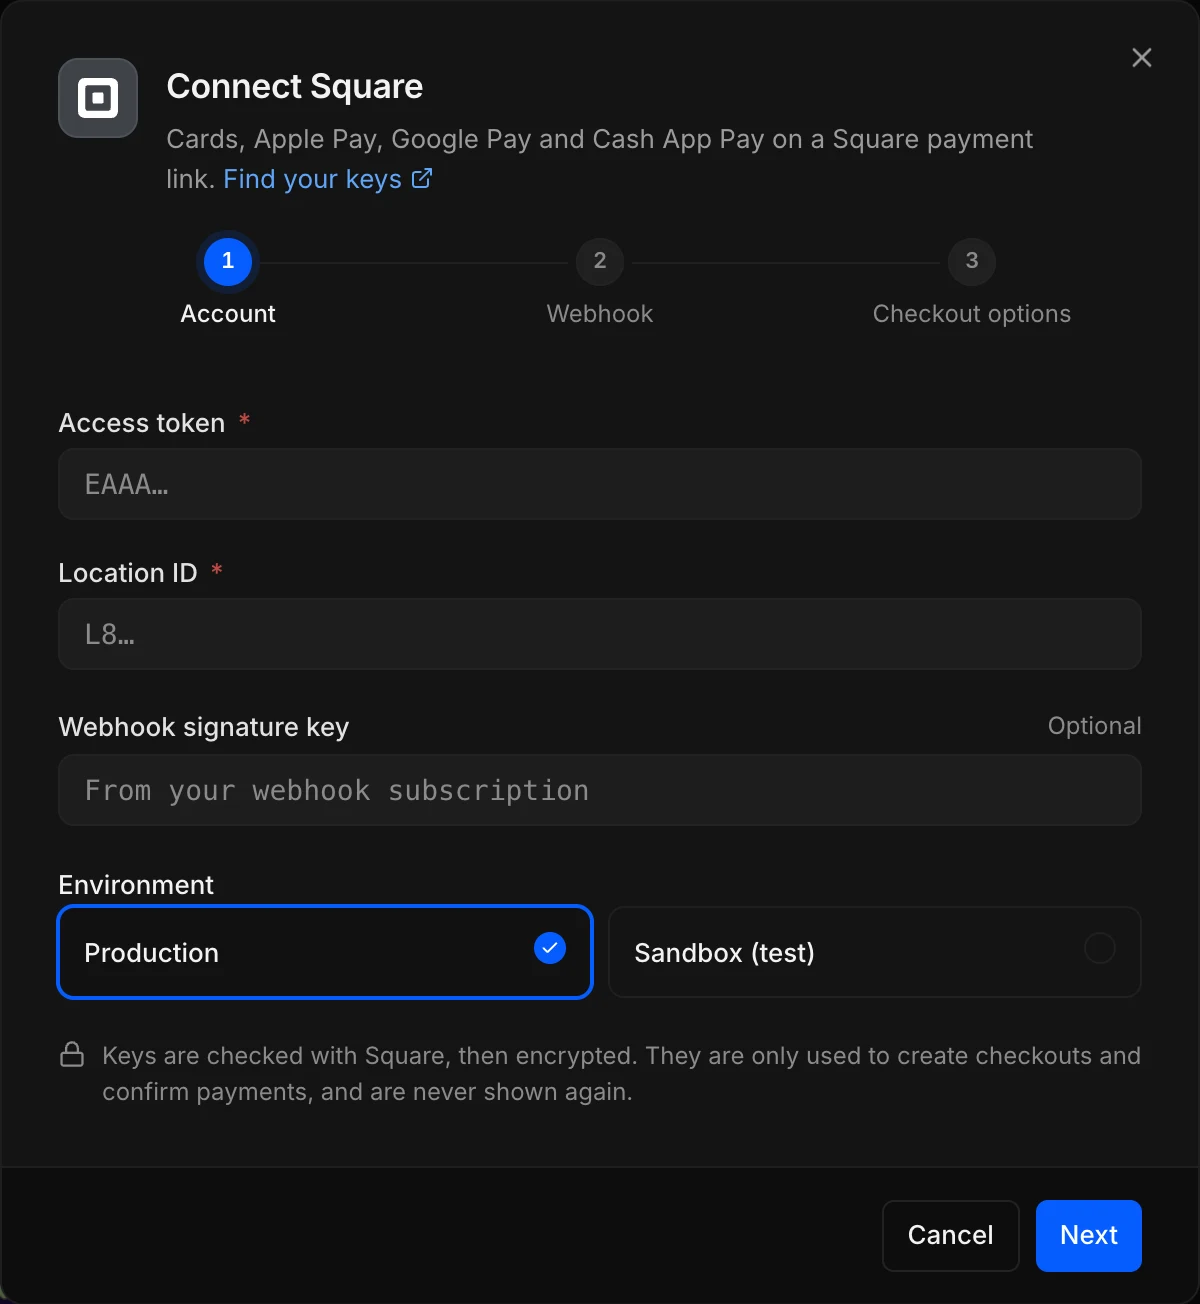 Connect Square
Cards, Apple Pay, Google Pay and Cash App Pay on a Square payment
link. Find your keys
1
2
3
Account
Webhook
Checkout options
Access token *
EAAA…
Location ID *
L8…
Webhook signature key
Optional
From your webhook subscription
Environment
Production
Sandbox (test)
Keys are checked with Square, then encrypted. They are only used to create checkouts and
confirm payments, and are never shown again.
Cancel
Next